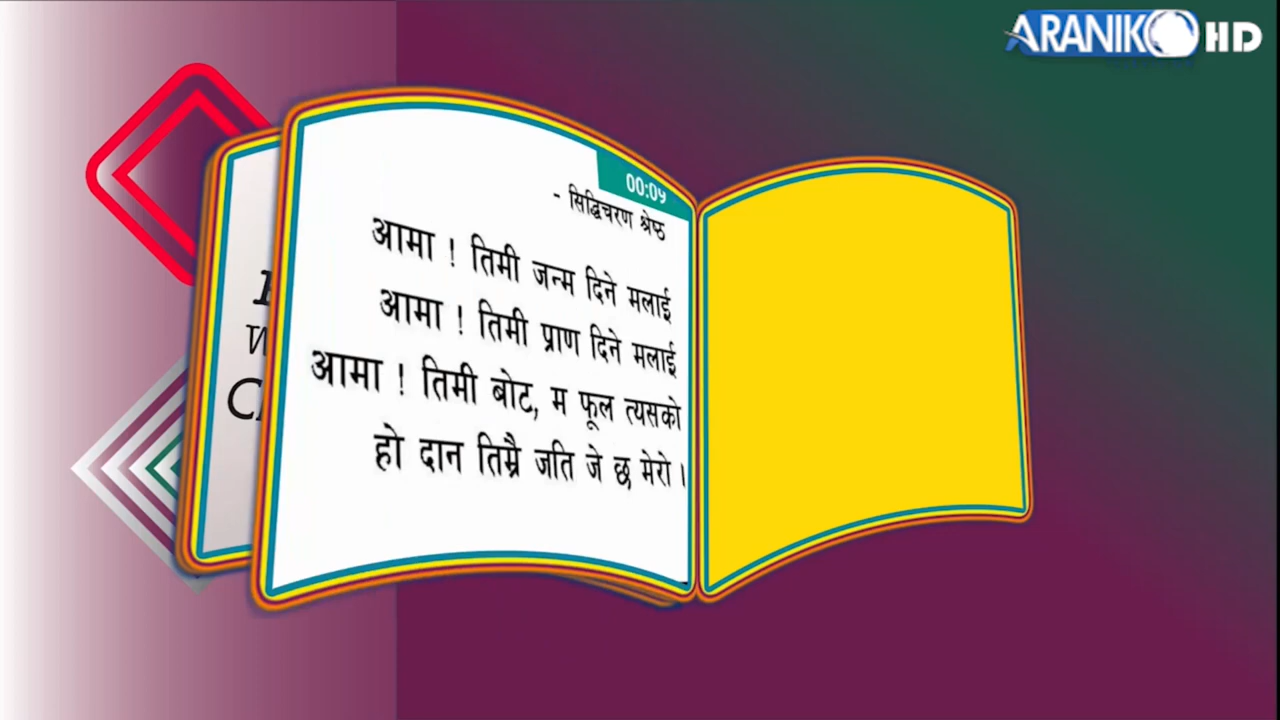 ARANIKO HD
00:09
- सिद्धिचरण श्रेष्ठ
आमा ! तिमी जन्म दिने मलाई
आमा ! तिमी प्राण दिने मलाई
आमा ! तिमी बोट, म फूल त्यसको
हो दान तिम्रै जति जे छ मेरो ।